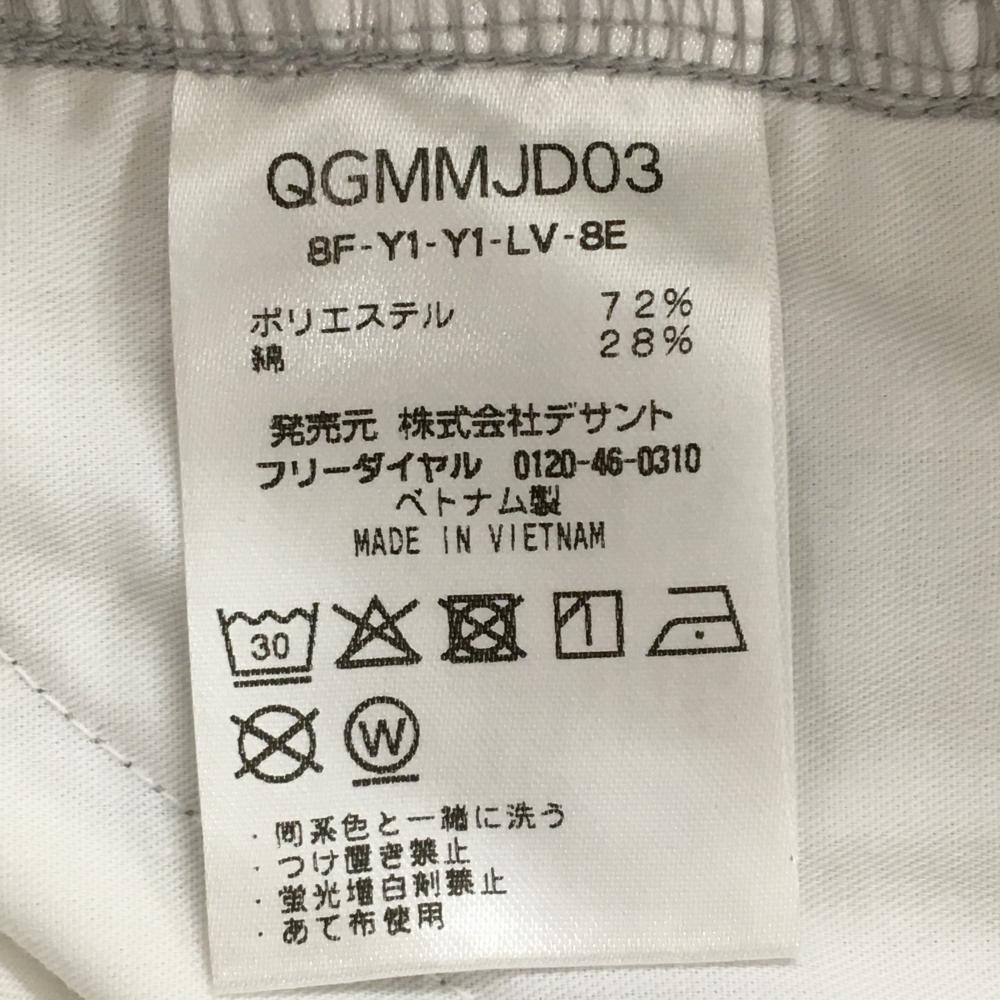 QGMMJD03
8F-Y1-Y1-LV-8E
ポリエステル 72%
綿 28%
発売元 株式会社デサント
フリーダイヤル 0120-46-0310
ベトナム製
MADE IN VIETNAM
30
W
・同系色と一緒に洗う
・つけ置き禁止
・蛍光増白剤禁止
・あて布使用